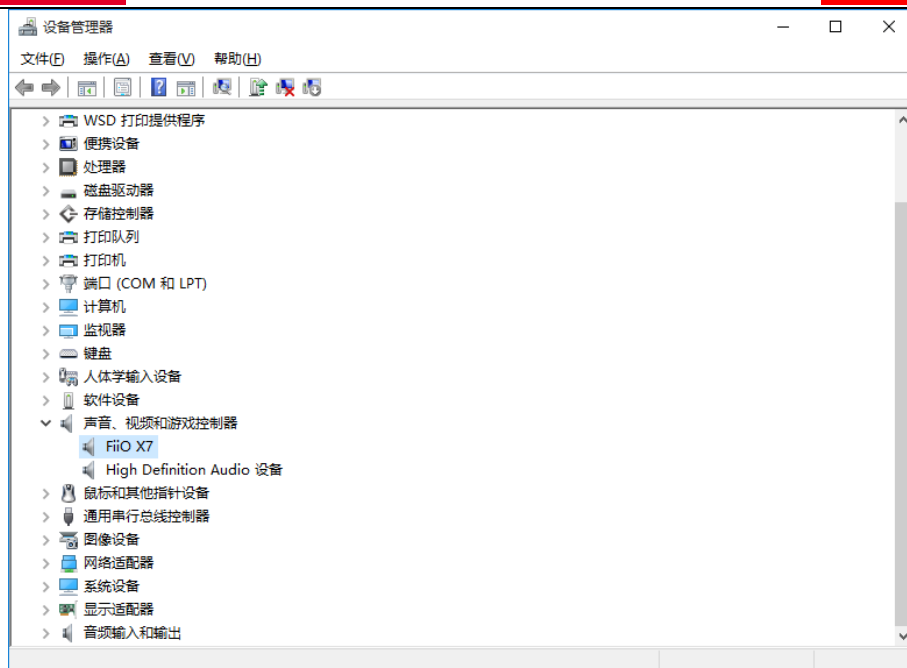 设备管理器
文件(F) 操作(A) 查看(V) 帮助(H)
WSD 打印提供程序
便携设备
处理器
磁盘驱动器
存储控制器
打印队列
打印机
端口 (COM 和 LPT)
计算机
监视器
键盘
人体学输入设备
软件设备
声音、视频和游戏控制器
FiiO X7
High Definition Audio 设备
鼠标和其他指针设备
通用串行总线控制器
图像设备
网络适配器
系统设备
显示适配器
音频输入和输出